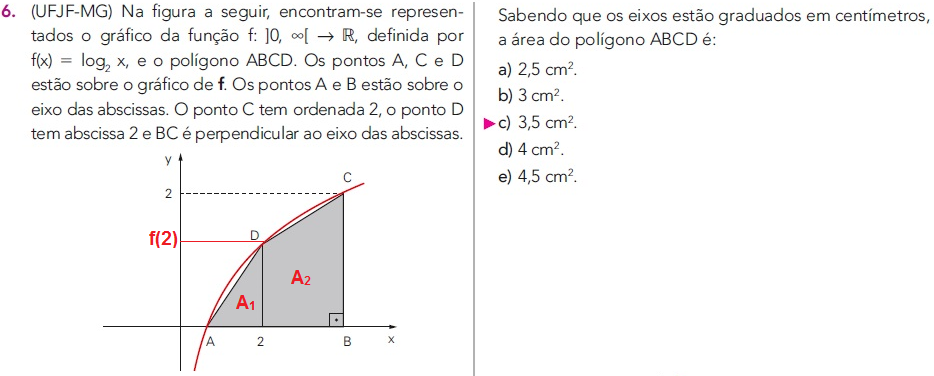 6. (UFJF-MG) Na figura a seguir, encontram-se represen-
tados o gráfico da função f: ]0, ∞[ → ℝ, definida por
f(x) = log₂ x, e o polígono ABCD. Os pontos A, C e D
estão sobre o gráfico de f. Os pontos A e B estão sobre o
eixo das abscissas. O ponto C tem ordenada 2, o ponto D
tem abscissa 2 e BC é perpendicular ao eixo das abscissas.
y
C
2
f(2)
D
A₂
A₁
A
2
B
x
Sabendo que os eixos estão graduados em centímetros,
a área do polígono ABCD é:
a) 2,5 cm².
b) 3 cm².
▶c) 3,5 cm².
d) 4 cm².
e) 4,5 cm².